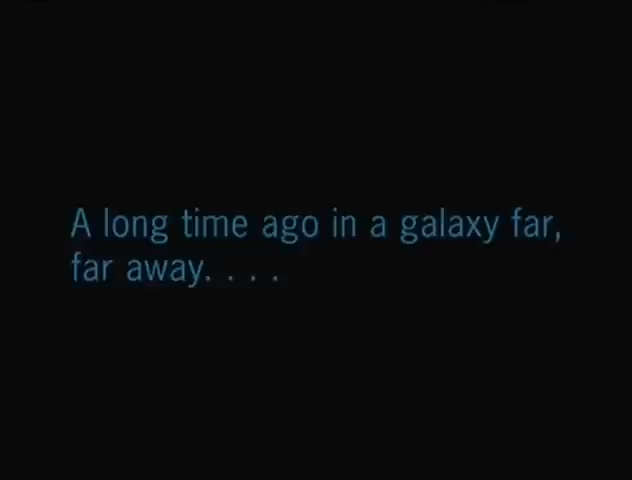 A long time ago in a galaxy far,
far away. . . .